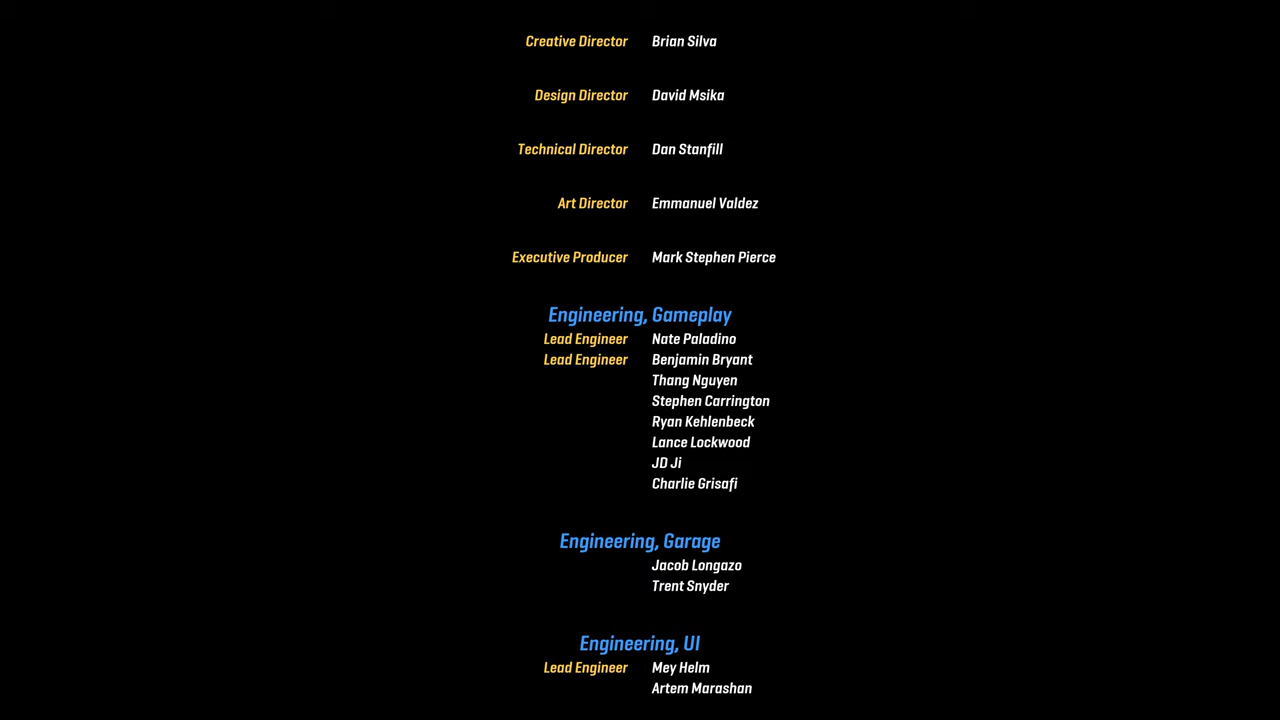 Creative Director Brian Silva
Design Director David Msika
Technical Director Dan Stanfill
Art Director Emmanuel Valdez
Executive Producer Mark Stephen Pierce
Engineering, Gameplay
Lead Engineer Nate Paladino
Lead Engineer Benjamin Bryant
Thang Nguyen
Stephen Carrington
Ryan Kehlenbeck
Lance Lockwood
JD Ji
Charlie Grisafi
Engineering, Garage
Jacob Longazo
Trent Snyder
Engineering, UI
Lead Engineer Mey Helm
Artem Marashan